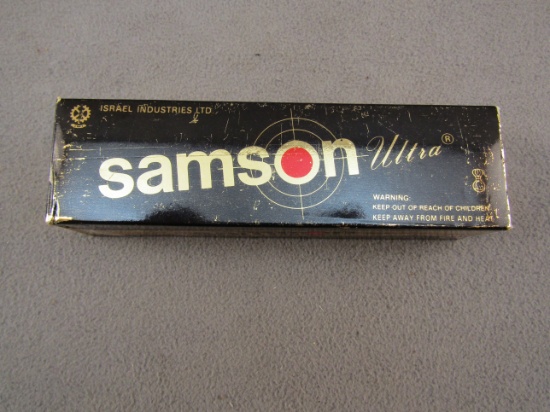 ISRAEL INDUSTRIES LTD
samson Ultra®
WARNING
KEEP OUT OF REACH OF CHILDREN
KEEP AWAY FROM FIRE AND HEAT